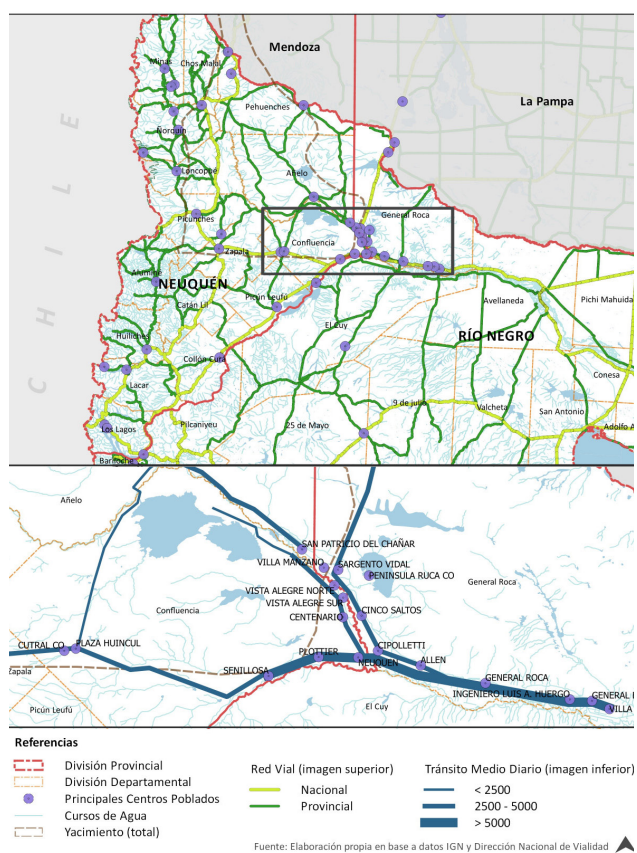 Mendoza
La Pampa
CHILE
Minas
Chos Malal
Pehuenches
Ñorquín
Loncopué
Añelo
General Roca
Picunches
Confluencia
Zapala
Aluminé
NEUQUÉN
Catán Lil
Picún Leufú
Avellaneda
Pichi Mahuida
El Cuy
RÍO NEGRO
Huiliches
Collón Curá
Conesa
Lacar
9 de julio
Valcheta
San Antonio
Los Lagos
Pilcaniyeu
25 de Mayo
Adolfo A
Bariloche
Añelo
SAN PATRICIO DEL CHAÑAR
VILLA MANZANO
SARGENTO VIDAL
PENINSULA RUCA CO
General Roca
VISTA ALEGRE NORTE
VISTA ALEGRE SUR
Confluencia
CENTENARIO
CINCO SALTOS
CUTRAL CO
PLAZA HUINCUL
PLOTTIER
CIPOLLETTI
NEUQUEN
ALLEN
Zapala
SENILLOSA
GENERAL ROCA
INGENIERO LUIS A. HUERGO
GENERAL
VILLA
Picún Leufú
El Cuy
Referencias
División Provincial
División Departamental
Principales Centros Poblados
Cursos de Agua
Yacimiento (total)
Red Vial (imagen superior)
Nacional
Provincial
Tránsito Medio Diario (imagen inferior)
< 2500
2500 - 5000
> 5000
Fuente: Elaboración propia en base a datos IGN y Dirección Nacional de Vialidad